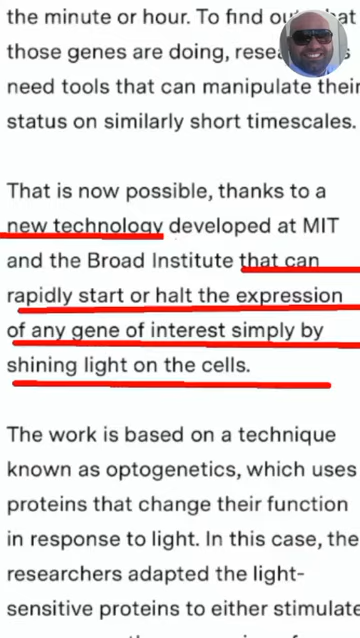 the minute or hour. To find
those genes are doing,
need tools that can manipulate their
status on similarly short timescales.
That is now possible, thanks to a
new technology developed at MIT
and the Broad Institute that can
rapidly start or halt the expression
of any gene of interest simply by
shining light on the cells.
The work is based on a technique
known as optogenetics, which uses
proteins that change their function
in response to light. In this case, the
researchers adapted the light-
sensitive proteins to either stimulate